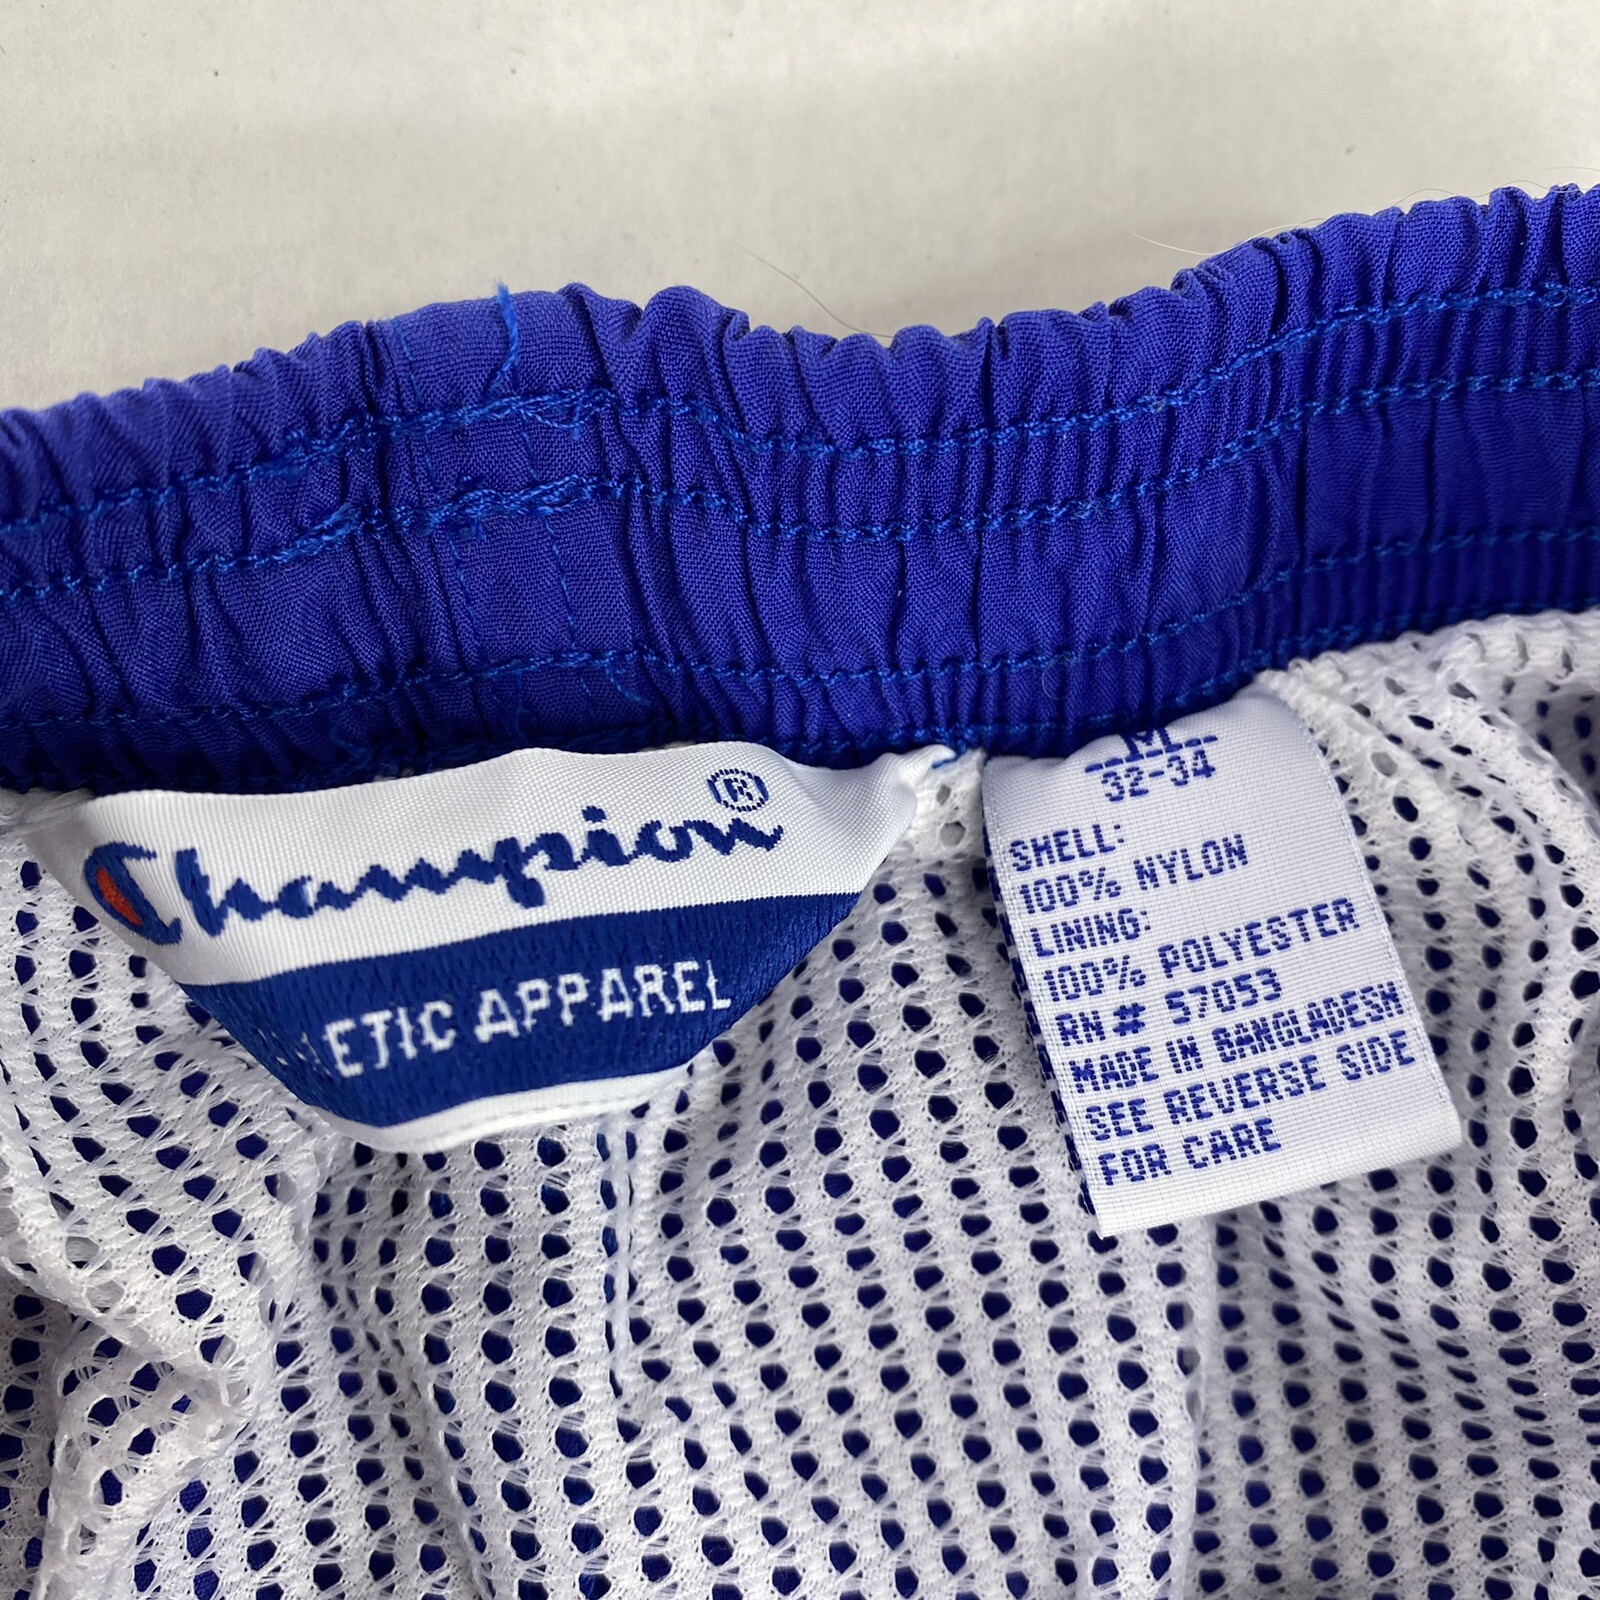 Champion®
APPAREL
M
32-34
SHELL:
100% NYLON
LINING:
100% POLYESTER
RN# 57053
MADE IN BANGLADESH
SEE REVERSE SIDE
FOR CARE